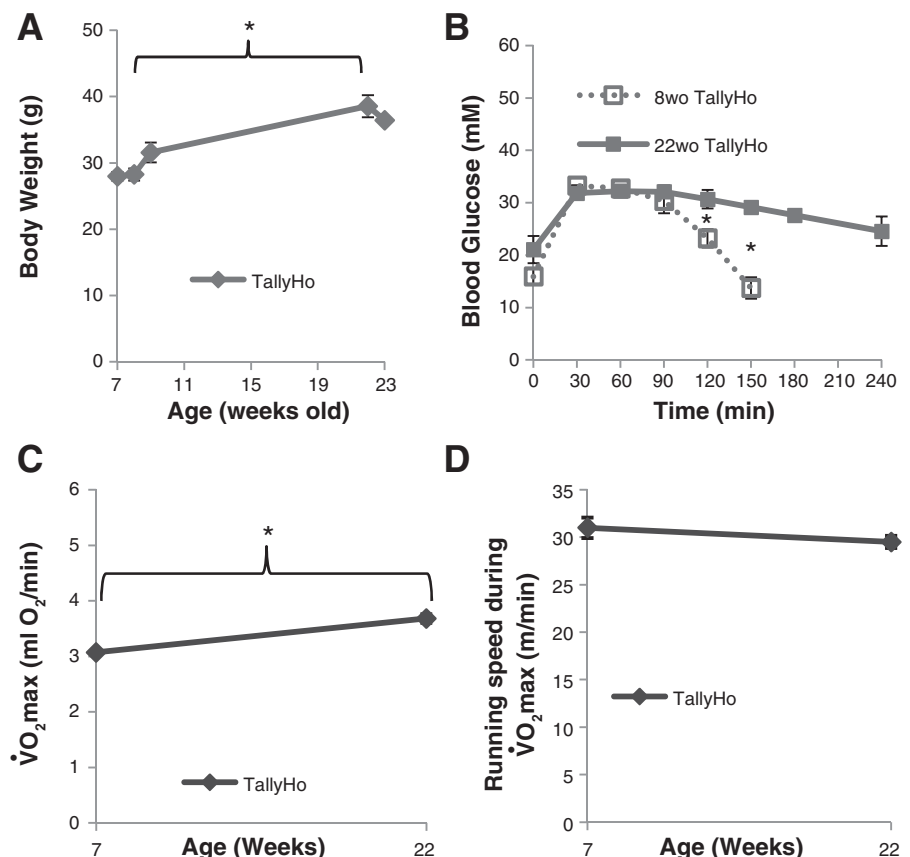 A
*
50
40
30
20
10
0
Body Weight (g)
TallyHo
7 11 15 19 23
Age (weeks old)
B
60
50
40
30
20
10
0
Blood Glucose (mM)
8wo TallyHo
22wo TallyHo
*
*
0 30 60 90 120 150 180 210 240
Time (min)
C
*
6
5
4
3
2
1
0
V̇O₂max (ml O₂/min)
TallyHo
7 22
Age (Weeks)
D
35
30
25
20
15
10
5
0
Running speed during
V̇O₂max (m/min)
TallyHo
7 22
Age (Weeks)